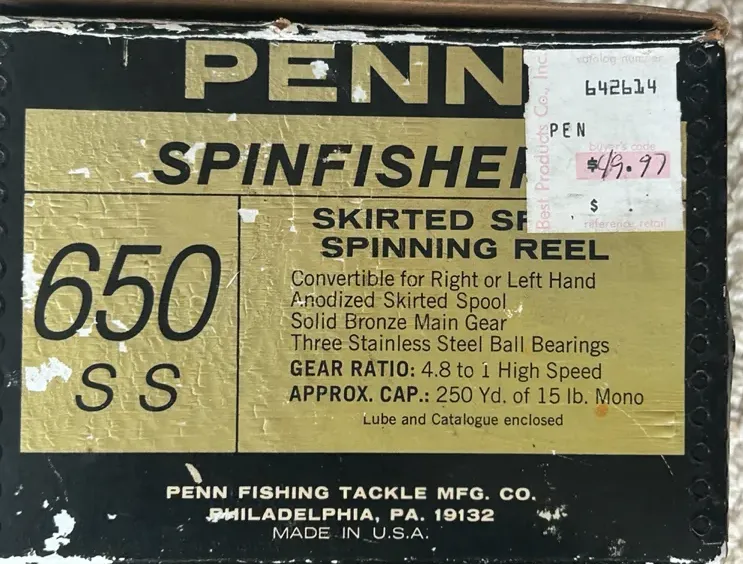 PENN
SPINFISHER
650
SS
SKIRTED SP
SPINNING REEL
Convertible for Right or Left Hand
Anodized Skirted Spool
Solid Bronze Main Gear
Three Stainless Steel Ball Bearings
GEAR RATIO: 4.8 to 1 High Speed
APPROX. CAP.: 250 Yd. of 15 lb. Mono
Lube and Catalogue enclosed
PENN FISHING TACKLE MFG. CO.
PHILADELPHIA, PA. 19132
MADE IN U.S.A.
Best Products Co., Inc.
catalog number
642614
PEN
buyer's code
$49.97
$
reference retail